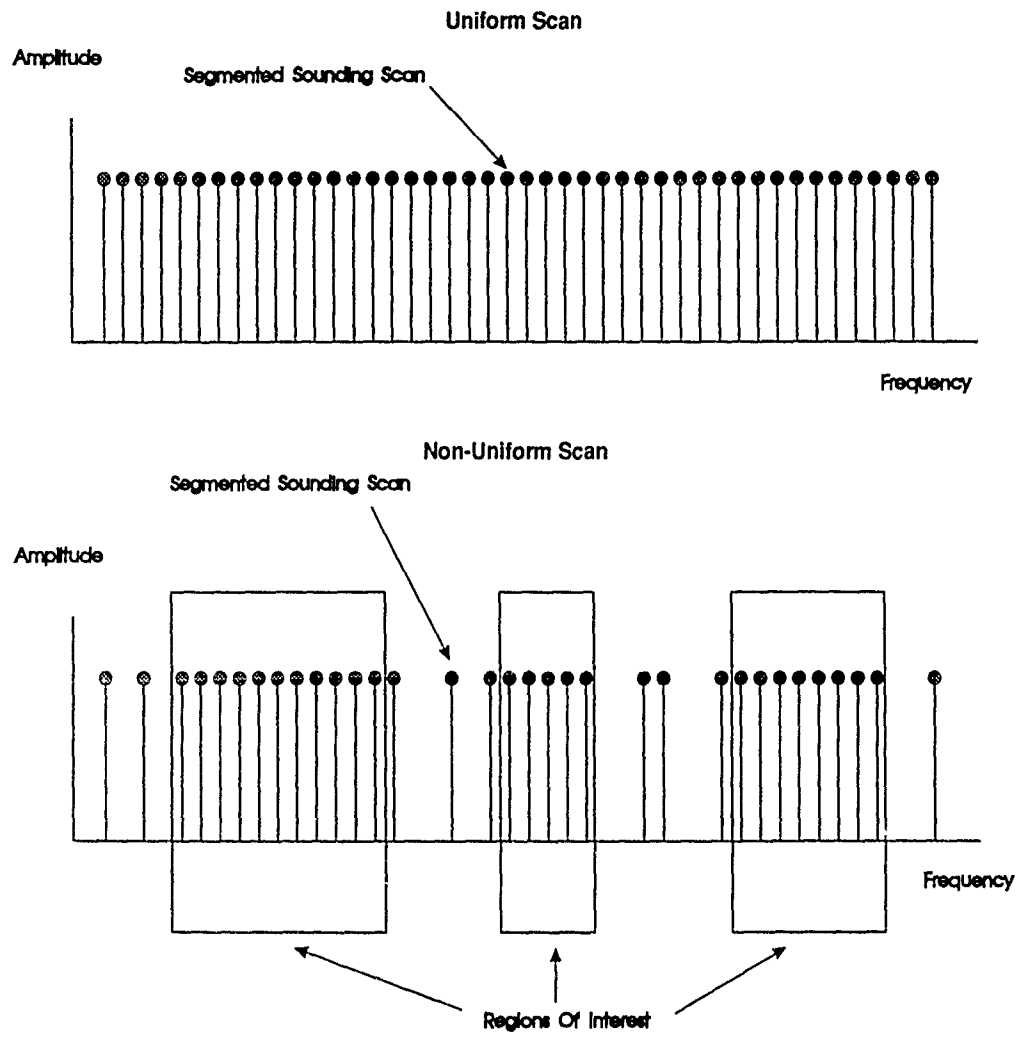 Uniform Scan
Amplitude
Segmented Sounding Scan
Frequency
Non-Uniform Scan
Segmented Sounding Scan
Amplitude
Frequency
Regions Of Interest